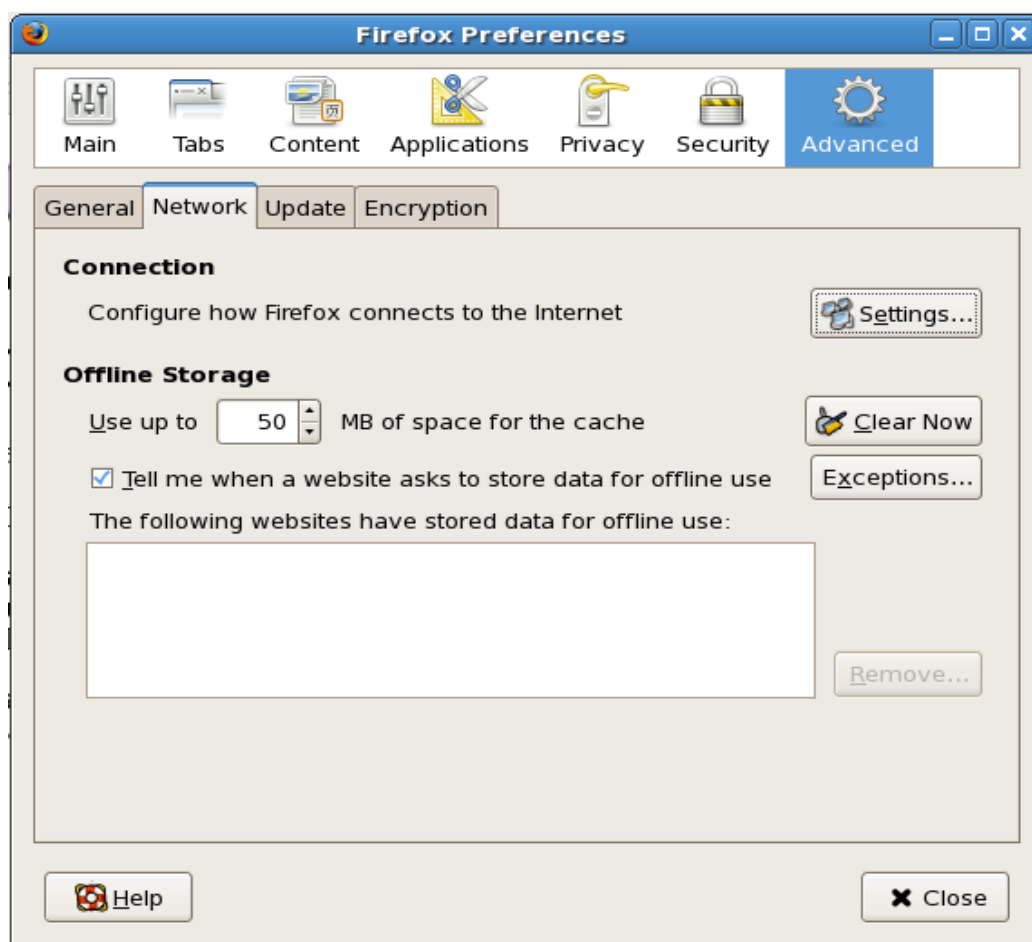 Firefox Preferences
Main Tabs Content Applications Privacy Security Advanced
General Network Update Encryption
Connection
Configure how Firefox connects to the Internet Settings...
Offline Storage
Use up to 50 MB of space for the cache Clear Now
Tell me when a website asks to store data for offline use Exceptions...
The following websites have stored data for offline use:
Remove...
Help Close